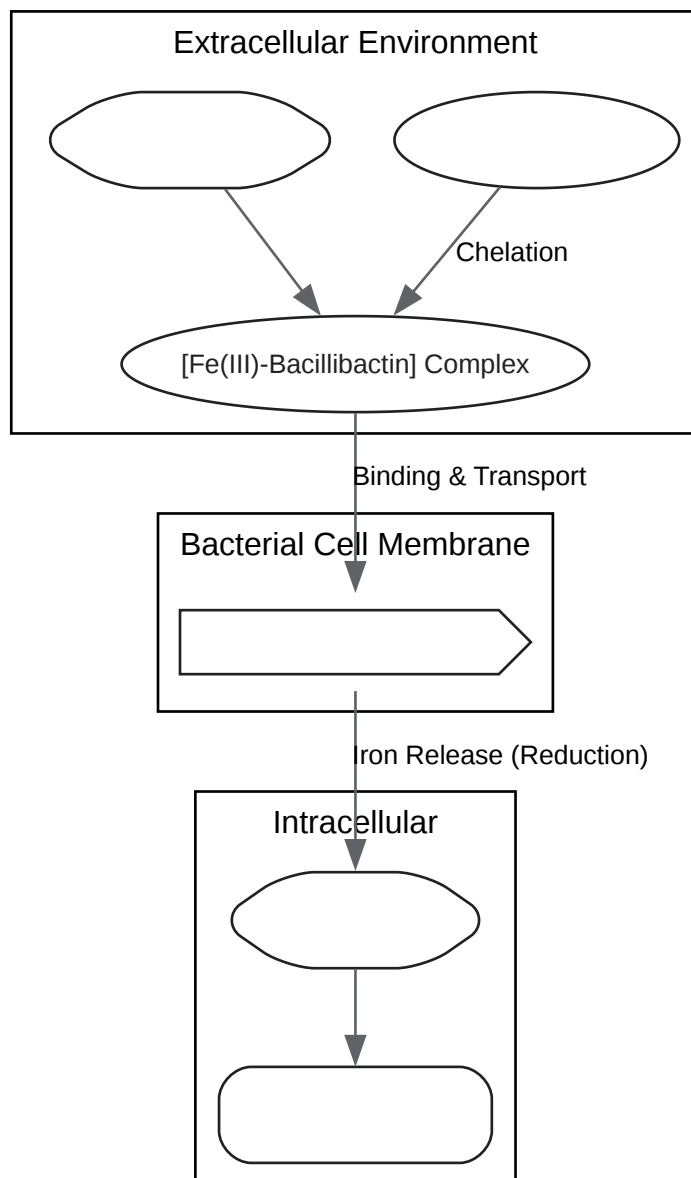 Extracellular Environment
Chelation
[Fe(III)-Bacillibactin] Complex
Binding & Transport
Bacterial Cell Membrane
Iron Release (Reduction)
Intracellular